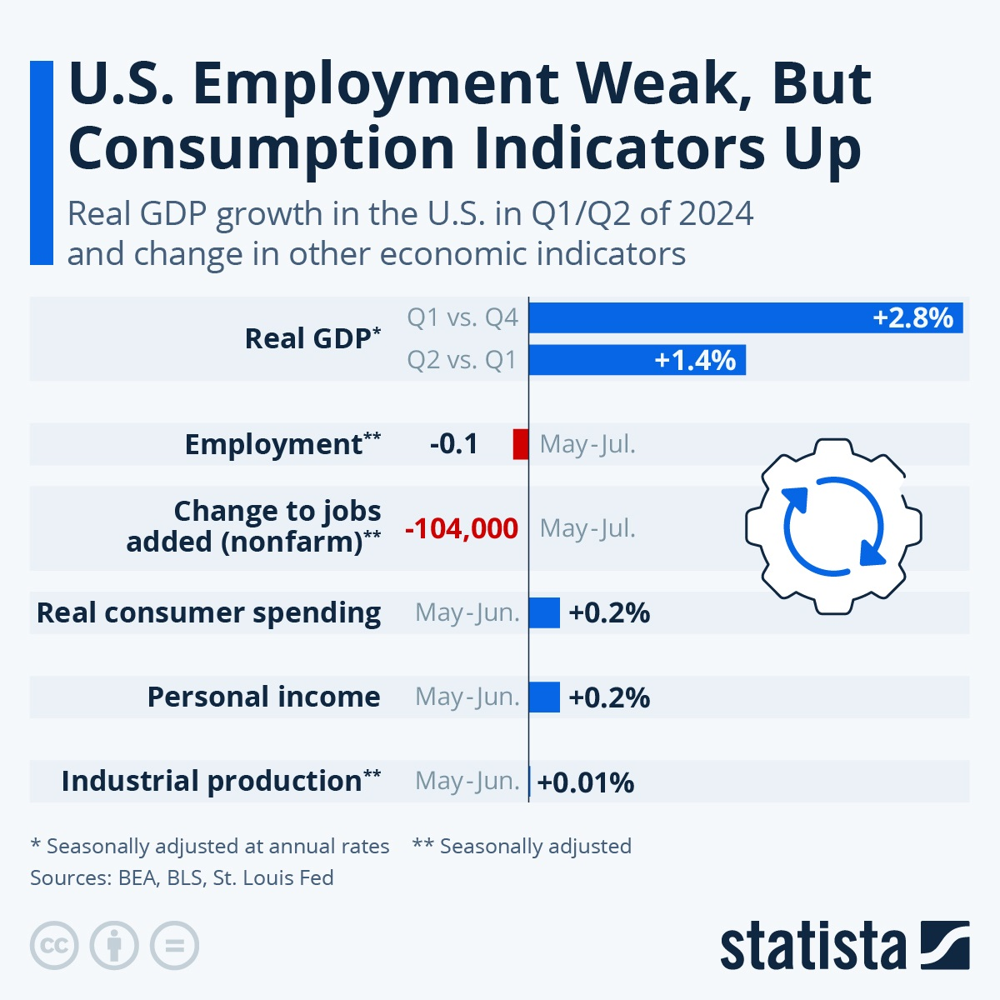 U.S. Employment Weak, But
Consumption Indicators Up
Real GDP growth in the U.S. in Q1/Q2 of 2024
and change in other economic indicators
Real GDP*
Q1 vs. Q4 +2.8%
Q2 vs. Q1 +1.4%
Employment** -0.1 May-Jul.
Change to jobs
added (nonfarm)** -104,000 May-Jul.
Real consumer spending May-Jun. +0.2%
Personal income May-Jun. +0.2%
Industrial production** May-Jun. +0.01%
* Seasonally adjusted at annual rates ** Seasonally adjusted
Sources: BEA, BLS, St. Louis Fed
cc
statista